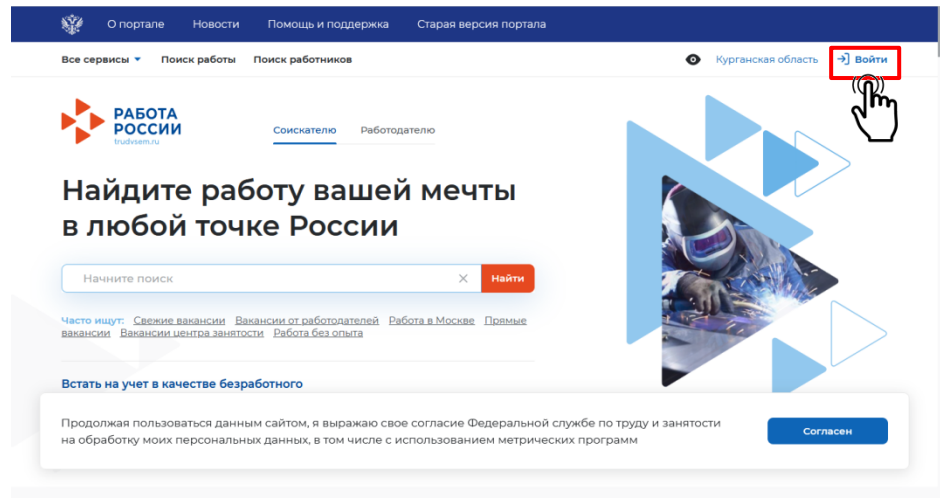 О портале Новости Помощь и поддержка Старая версия портала
Все сервисы Поиск работы Поиск работников Курганская область Войти
РАБОТА
РОССИИ
trudvsem.ru
Соискателю Работодателю
Найдите работу вашей мечты
в любой точке России
Начните поиск Найти
Часто ищут: Свежие вакансии Вакансии от работодателей Работа в Москве Прямые
вакансии Вакансии центра занятости Работа без опыта
Встать на учет в качестве безработного
Продолжая пользоваться данным сайтом, я выражаю свое согласие Федеральной службе по труду и занятости
на обработку моих персональных данных, в том числе с использованием метрических программ
Согласен